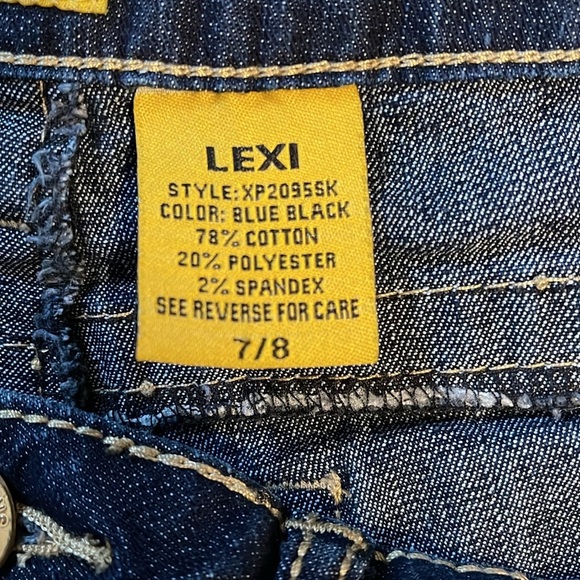 LEXI
STYLE:XP2095SK
COLOR: BLUE BLACK
78% COTTON
20% POLYESTER
2% SPANDEX
SEE REVERSE FOR CARE
7/8